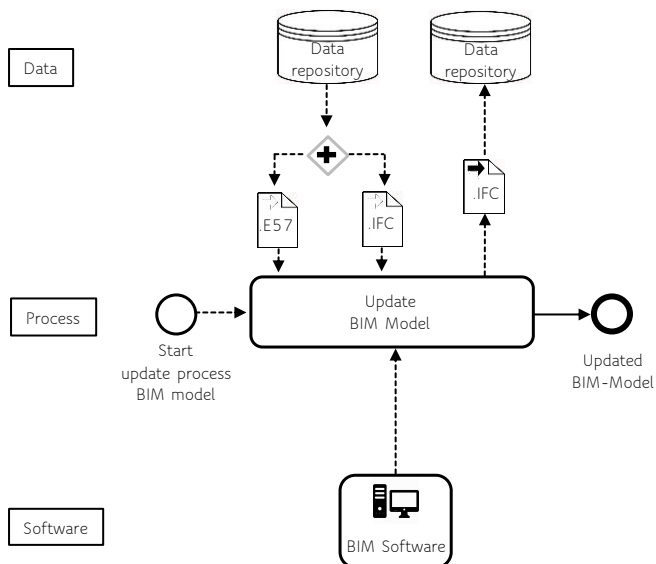 Data
Data
repository
Data
repository
.E57
.IFC
.IFC
Process
Start
update process
BIM model
Update
BIM Model
Updated
BIM-Model
Software
BIM Software